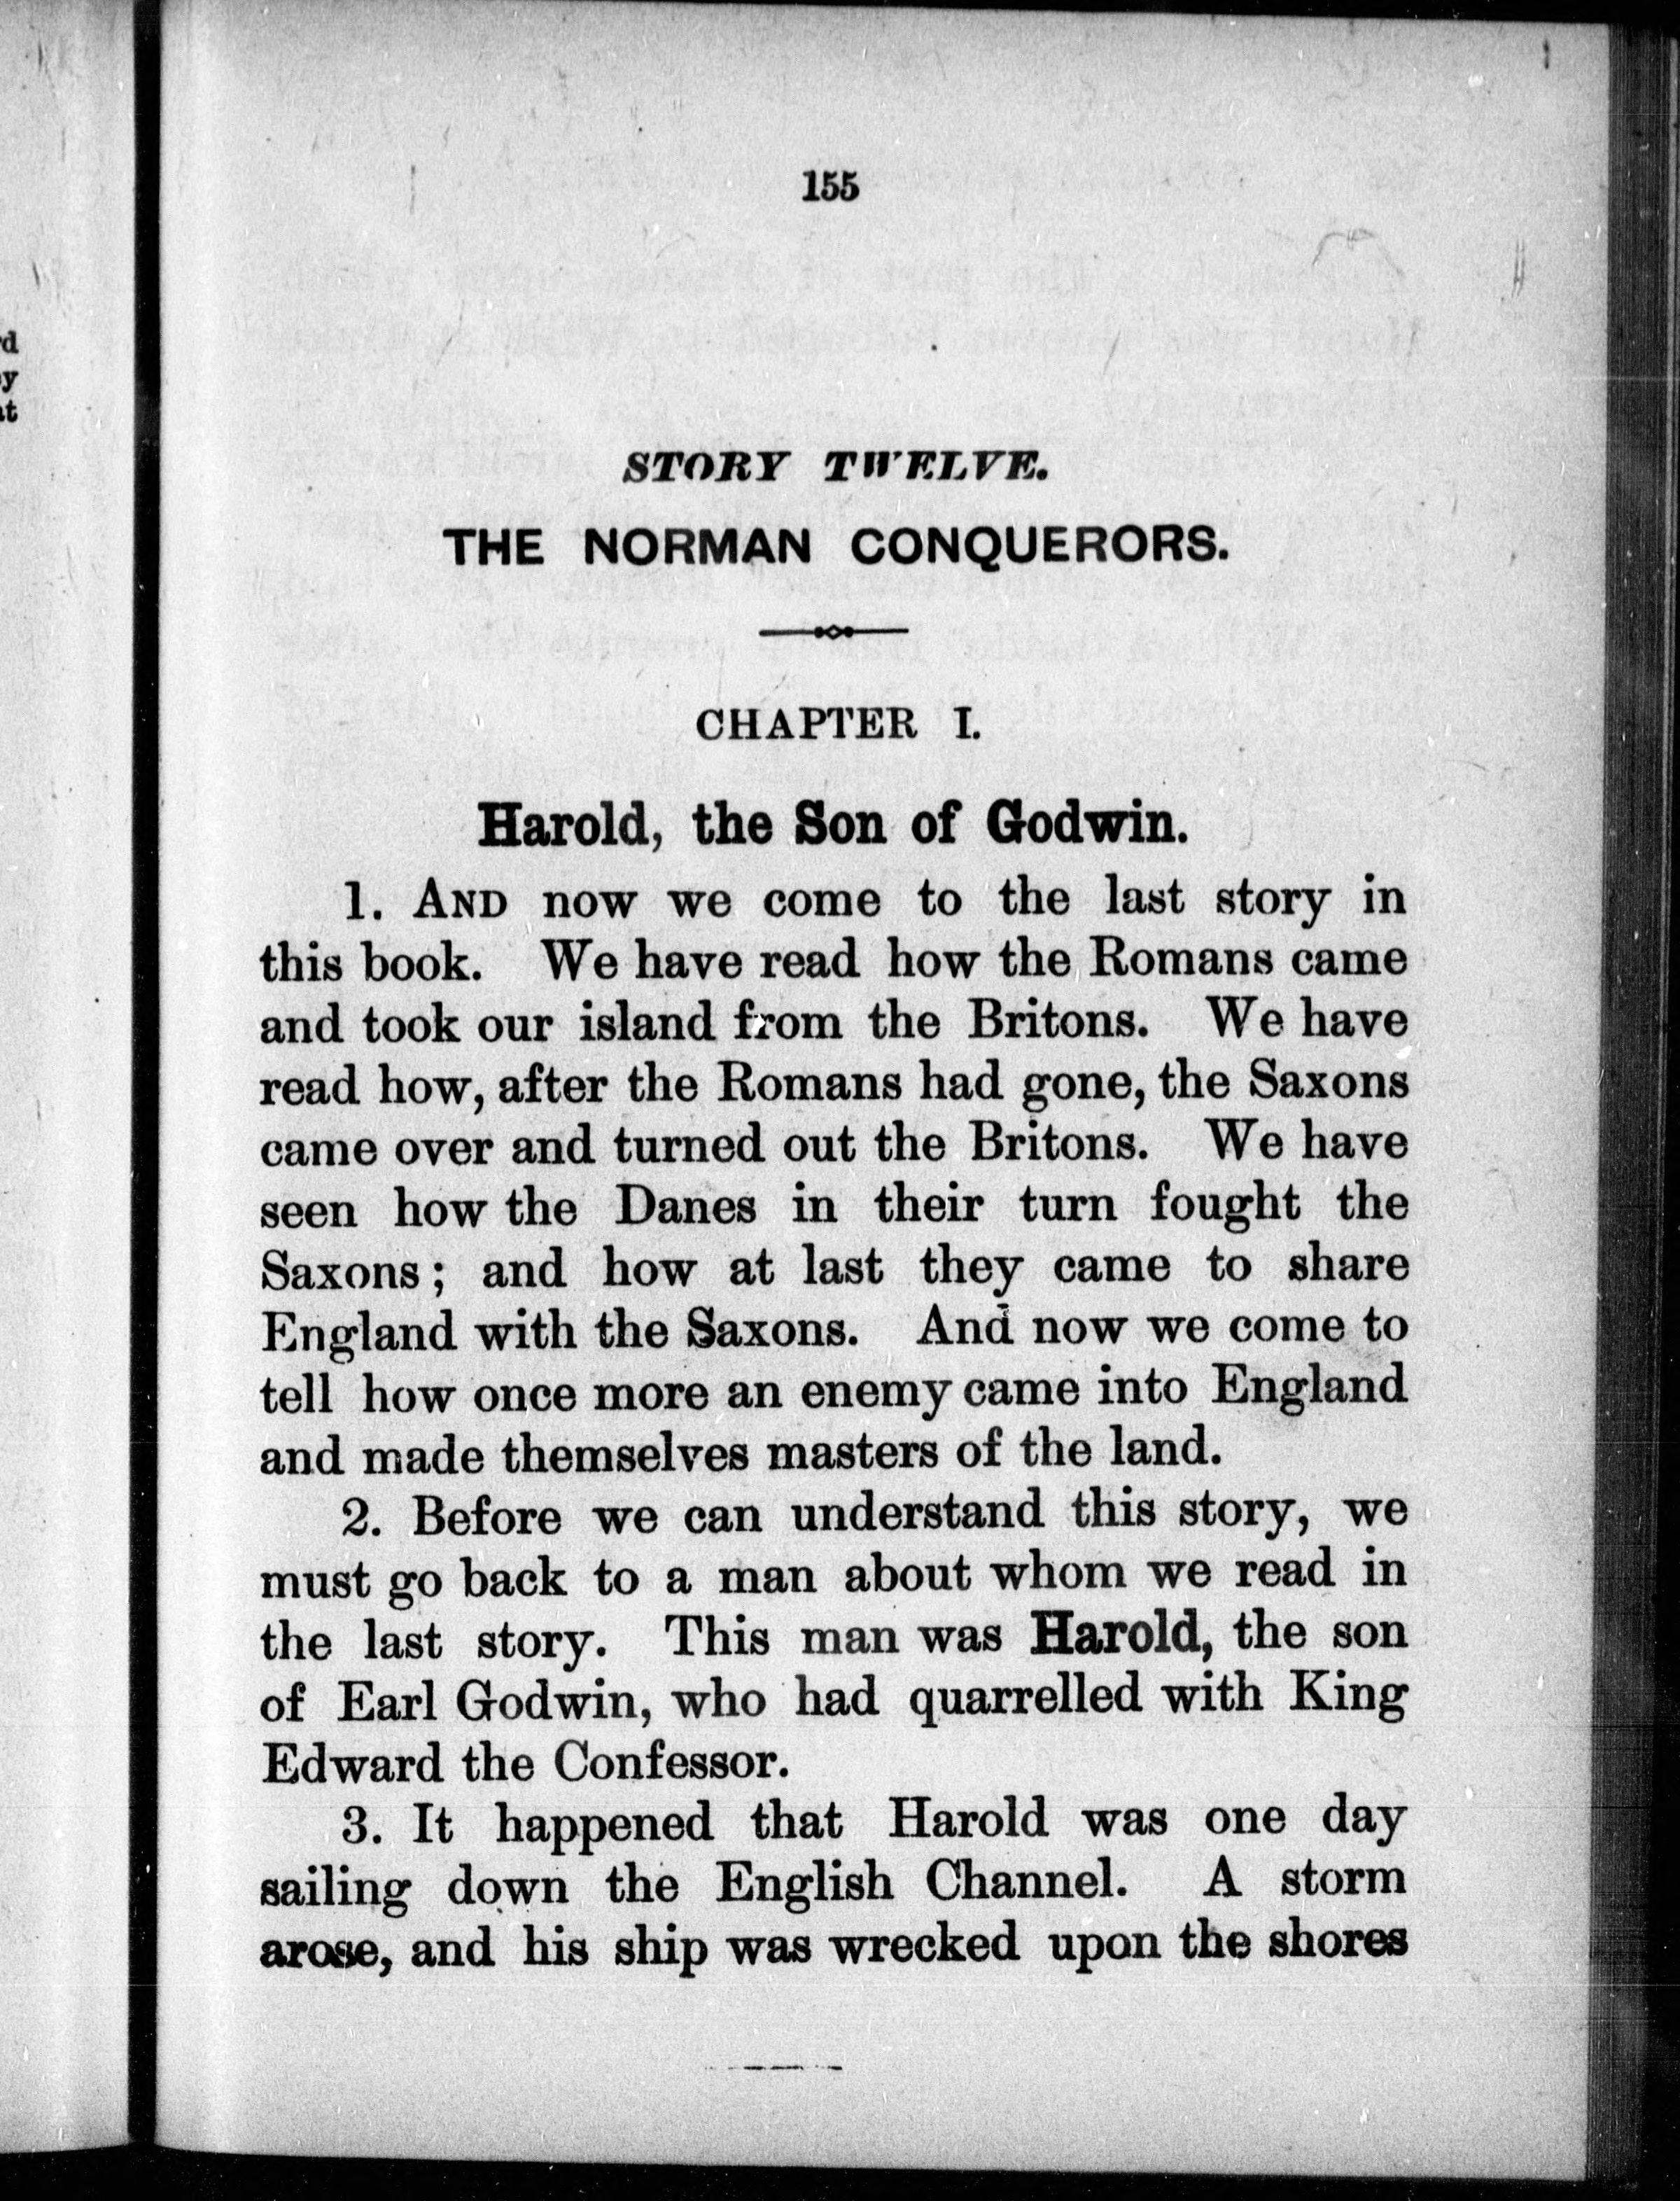 155
STORY TWELVE.
THE NORMAN CONQUERORS.
CHAPTER I.
Harold, the Son of Godwin.
1. AND now we come to the last story in
this book. We have read how the Romans came
and took our island from the Britons. We have
read how, after the Romans had gone, the Saxons
came over and turned out the Britons. We have
seen how the Danes in their turn fought the
Saxons; and how at last they came to share
England with the Saxons. And now we come to
tell how once more an enemy came into England
and made themselves masters of the land.
2. Before we can understand this story, we
must go back to a man about whom we read in
the last story. This man was Harold, the son
of Earl Godwin, who had quarrelled with King
Edward the Confessor.
3. It happened that Harold was one day
sailing down the English Channel. A storm
arose, and his ship was wrecked upon the shores